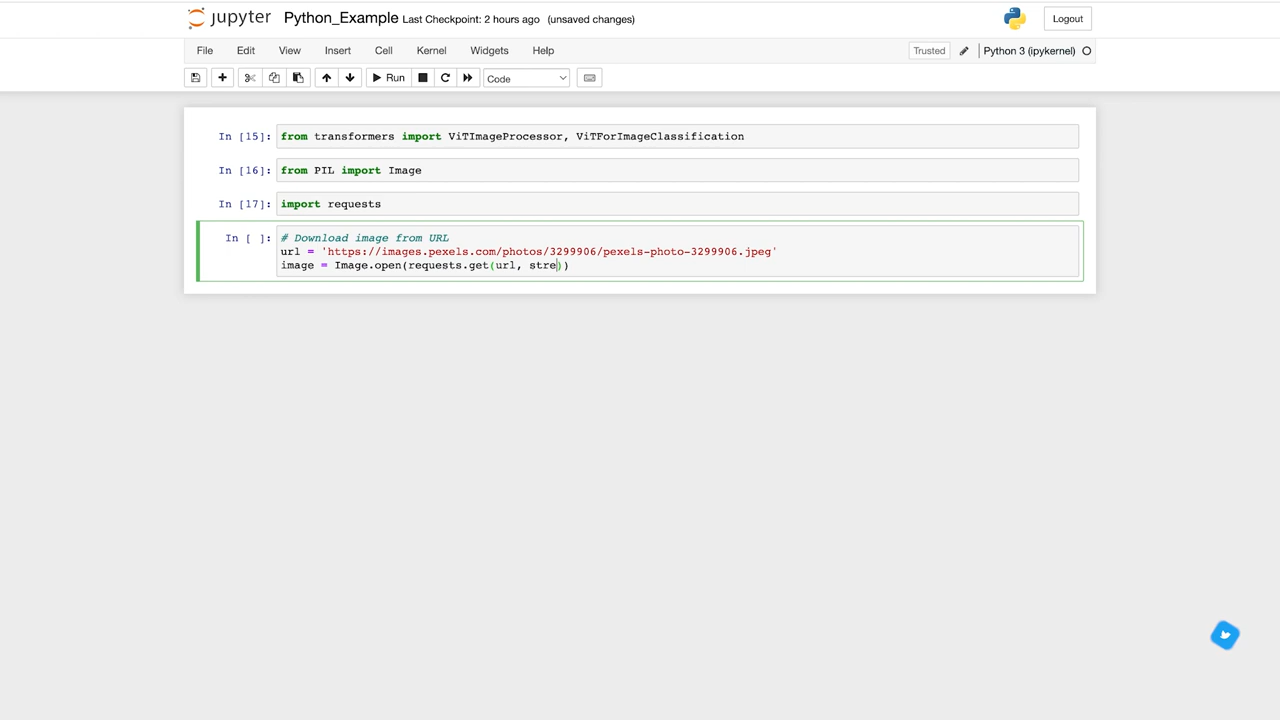 jupyter Python_Example Last Checkpoint: 2 hours ago (unsaved changes) Logout
File Edit View Insert Cell Kernel Widgets Help Trusted Python 3 (ipykernel)
Run Code
In [15]: from transformers import ViTImageProcessor, ViTForImageClassification
In [16]: from PIL import Image
In [17]: import requests
In [ ]: # Download image from URL
url = 'https://images.pexels.com/photos/3299906/pexels-photo-3299906.jpeg'
image = Image.open(requests.get(url, stre))